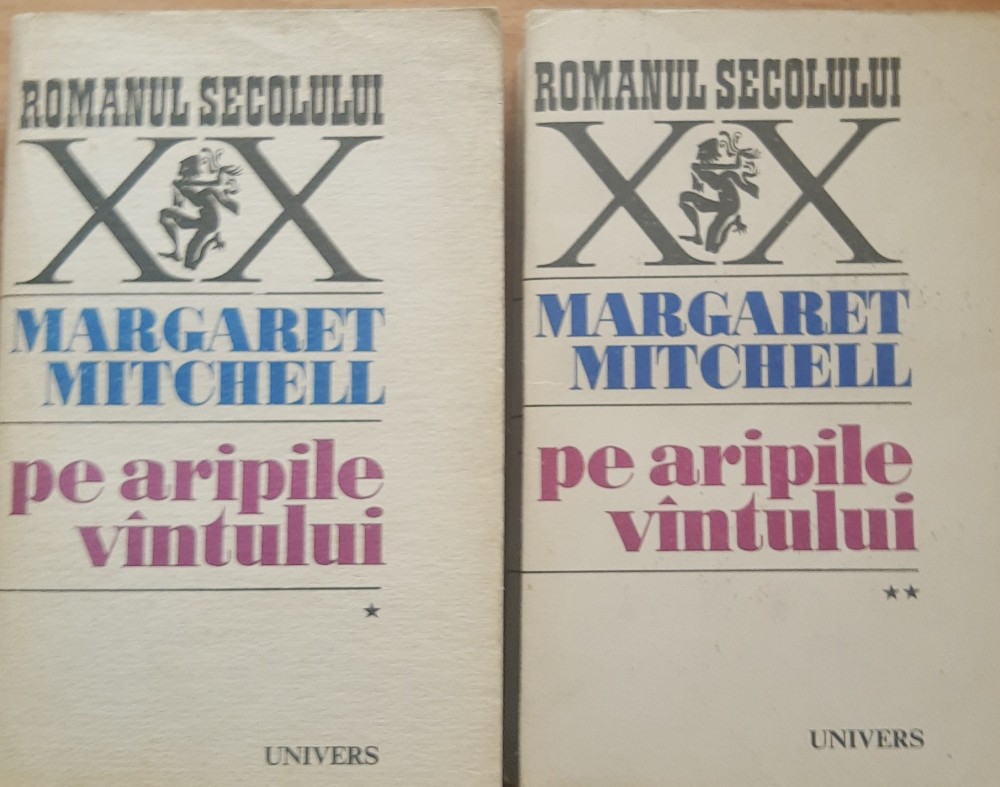 ROMANUL SECOLULUI
XX
MARGARET
MITCHELL
pe aripile
vîntului
★
UNIVERS
ROMANUL SECOLULUI
XX
MARGARET
MITCHELL
pe aripile
vîntului
★★
UNIVERS